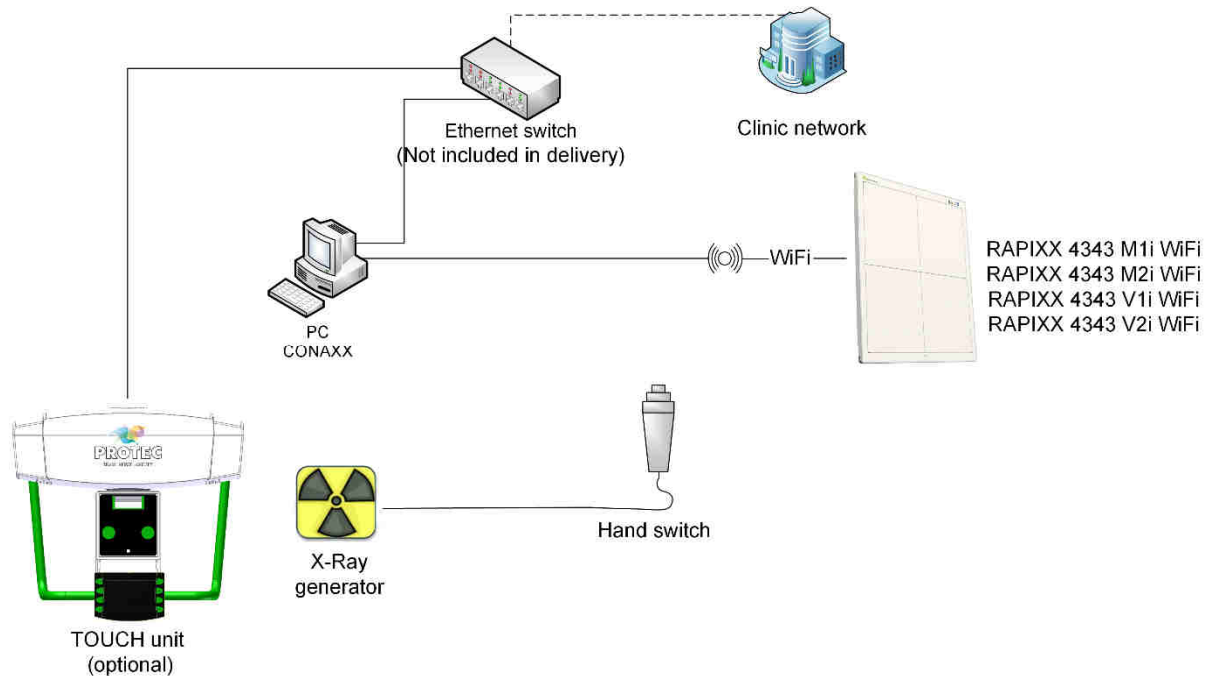 Ethernet switch
(Not included in delivery)
Clinic network
WiFi
RAPIXX 4343 M1i WiFi
RAPIXX 4343 M2i WiFi
RAPIXX 4343 V1i WiFi
RAPIXX 4343 V2i WiFi
PC
CONAXX
PROTEC
Hand switch
X-Ray
generator
TOUCH unit
(optional)